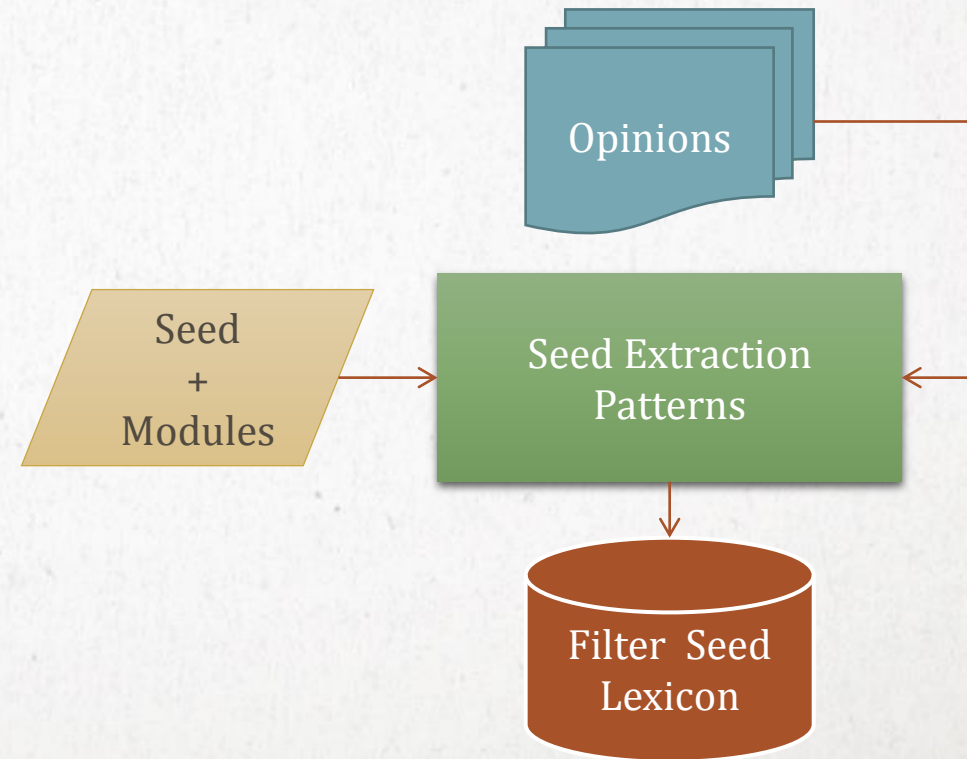 Opinions
Seed
+
Modules
Seed Extraction
Patterns
Filter Seed
Lexicon